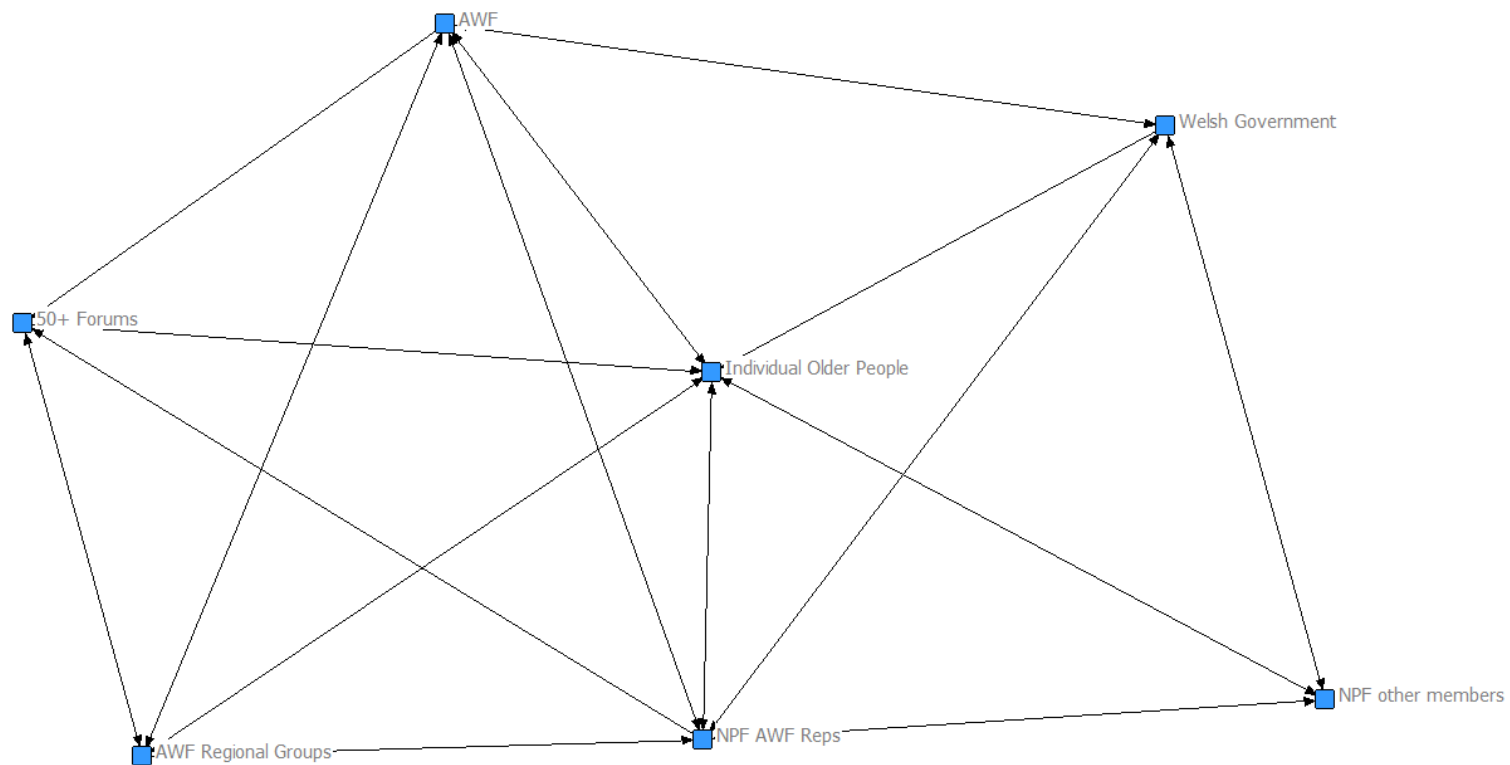 AWF
Welsh Government
50+ Forums
Individual Older People
NPF other members
NPF AWF Reps
AWF Regional Groups